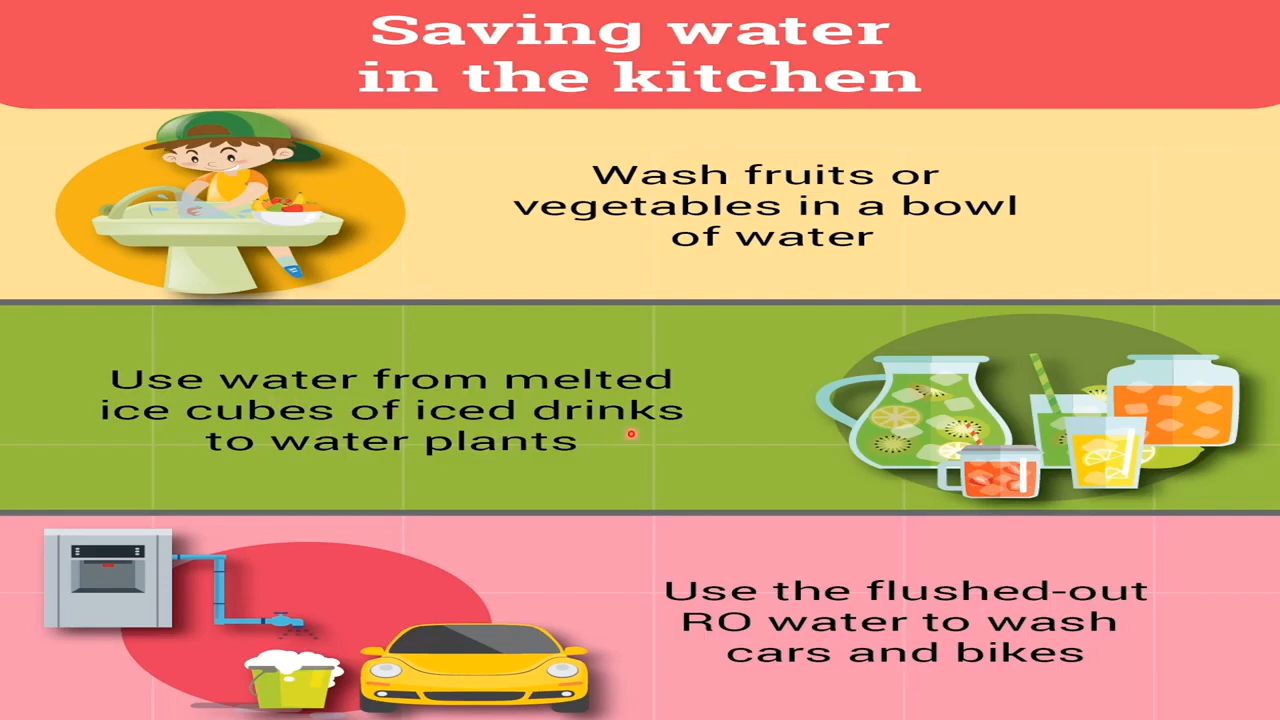 Saving water
in the kitchen
Wash fruits or
vegetables in a bowl
of water
Use water from melted
ice cubes of iced drinks
to water plants
Use the flushed-out
RO water to wash
cars and bikes